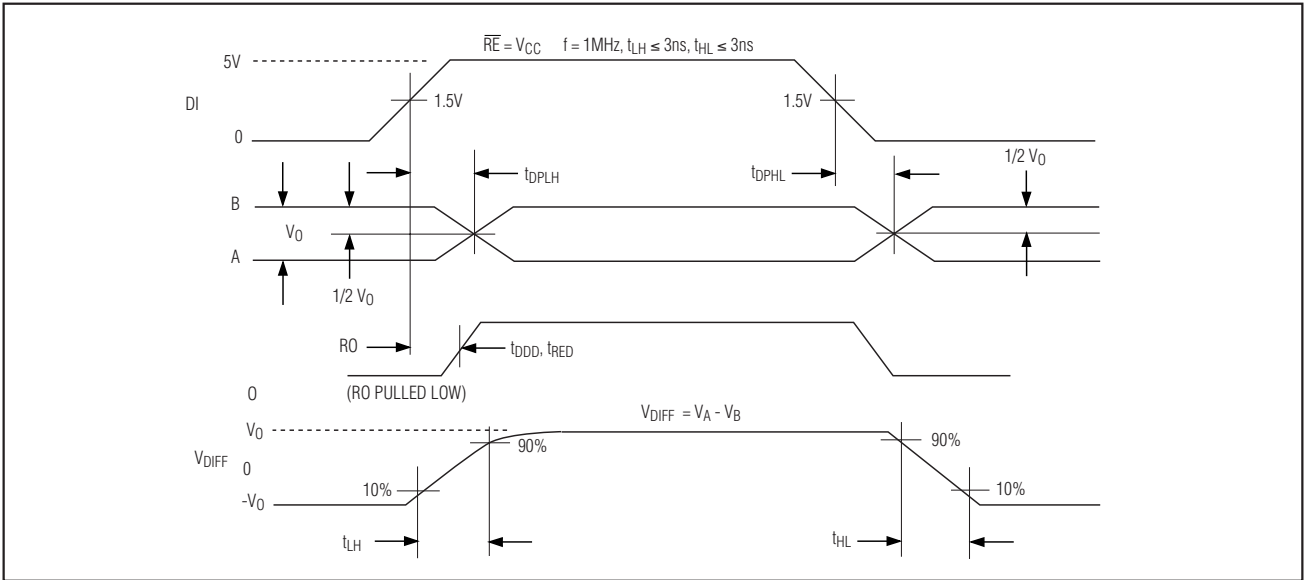 RE = VCC f = 1MHz, tLH ≤ 3ns, tHL ≤ 3ns
5V
DI
1.5V
1.5V
0
1/2 VO
tDPLH
tDPHL
B
VO
A
1/2 VO
RO
tDDD, tRED
0
(RO PULLED LOW)
VDIFF = VA - VB
VO
90%
90%
VDIFF
0
10%
10%
-VO
tLH
tHL